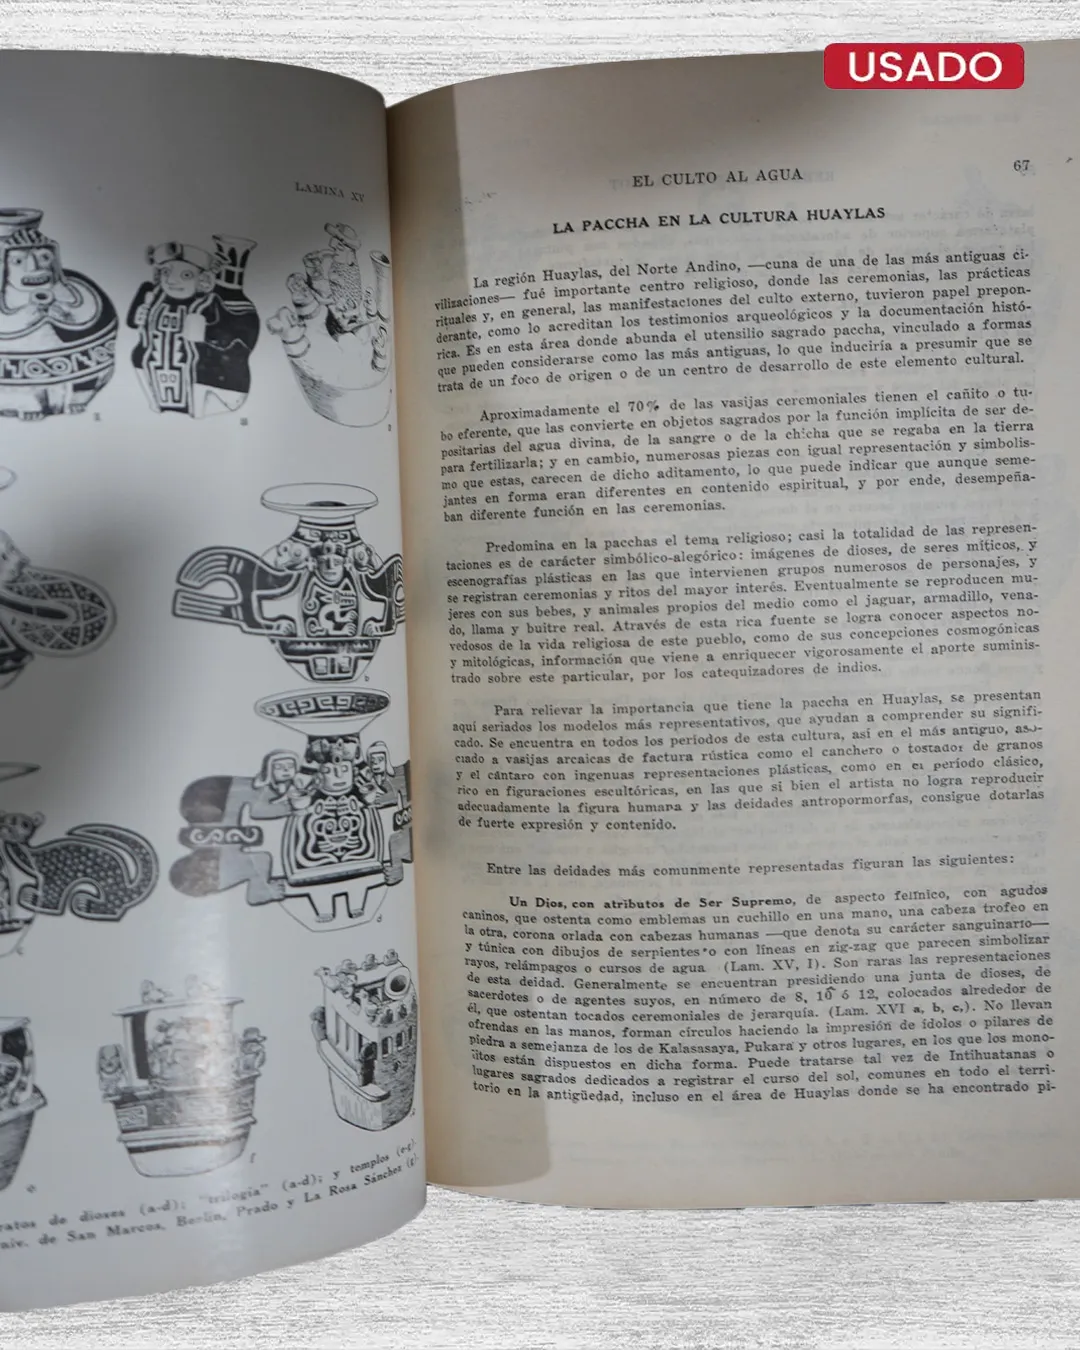 USADO
LAMINA XV
II
III
b
d
e
f
ratos de dioses (a-d); "trilogia" (a-d); y templos (e-g).
niv. de San Marcos, Berlín, Prado y La Rosa Sánchez (g).
EL CULTO AL AGUA
67
LA PACCHA EN LA CULTURA HUAYLAS
La región Huaylas, del Norte Andino, —cuna de una de las más antiguas ci-
vilizaciones— fué importante centro religioso, donde las ceremonias, las prácticas
rituales y, en general, las manifestaciones del culto externo, tuvieron papel prepon-
derante, como lo acreditan los testimonios arqueológicos y la documentación histó-
rica. Es en esta área donde abunda el utensilio sagrado paccha, vinculado a formas
que pueden considerarse como las más antiguas, lo que induciría a presumir que se
trata de un foco de origen o de un centro de desarrollo de este elemento cultural.
Aproximadamente el 70% de las vasijas ceremoniales tienen el cañito o tu-
bo eferente, que las convierte en objetos sagrados por la función implícita de ser de-
positarias del agua divina, de la sangre o de la chicha que se regaba en la tierra
para fertilizarla; y en cambio, numerosas piezas con igual representación y simbolis-
mo que estas, carecen de dicho aditamento, lo que puede indicar que aunque seme-
jantes en forma eran diferentes en contenido espiritual, y por ende, desempeña-
ban diferente función en las ceremonias.
Predomina en la pacchas el tema religioso; casi la totalidad de las represen-
taciones es de carácter simbólico-alegórico: imágenes de dioses, de seres míticos, y
escenografías plásticas en las que intervienen grupos numerosos de personajes, y
se registran ceremonias y ritos del mayor interés. Eventualmente se reproducen mu-
jeres con sus bebes, y animales propios del medio como el jaguar, armadillo, vena-
do, llama y buitre real. Através de esta rica fuente se logra conocer aspectos no-
vedosos de la vida religiosa de este pueblo, como de sus concepciones cosmogónicas
y mitológicas, información que viene a enriquecer vigorosamente el aporte suminis-
trado sobre este particular, por los catequizadores de indios.
Para relievar la importancia que tiene la paccha en Huaylas, se presentan
aquí seriados los modelos más representativos, que ayudan a comprender su signifi-
cado. Se encuentra en todos los períodos de esta cultura, así en el más antiguo, aso-
ciado a vasijas arcaicas de factura rústica como el canchero o tostador de granos
y el cántaro con ingenuas representaciones plásticas, como en el período clásico,
rico en figuraciones escultóricas, en las que si bien el artista no logra reproducir
adecuadamente la figura humana y las deidades antropormorfas, consigue dotarlas
de fuerte expresión y contenido.
Entre las deidades más comunmente representadas figuran las siguientes:
Un Dios, con atributos de Ser Supremo, de aspecto felínico, con agudos
caninos, que ostenta como emblemas un cuchillo en una mano, una cabeza trofeo en
la otra, corona orlada con cabezas humanas —que denota su carácter sanguinario—
y túnica con dibujos de serpientes o con líneas en zig-zag que parecen simbolizar
rayos, relámpagos o cursos de agua (Lam. XV, I). Son raras las representaciones
de esta deidad. Generalmente se encuentran presidiendo una junta de dioses, de
sacerdotes o de agentes suyos, en número de 8, 10 ó 12, colocados alrededor de
él, que ostentan tocados ceremoniales de jerarquía. (Lam. XVI a, b, c,). No llevan
ofrendas en las manos, forman círculos haciendo la impresión de ídolos o pilares de
piedra a semejanza de los de Kalasasaya, Pukara y otros lugares, en los que los mono-
litos están dispuestos en dicha forma. Puede tratarse tal vez de Intihuatanas o
lugares sagrados dedicados a registrar el curso del sol, comunes en todo el terri-
torio en la antigüedad, incluso en el área de Huaylas donde se ha encontrado pi-